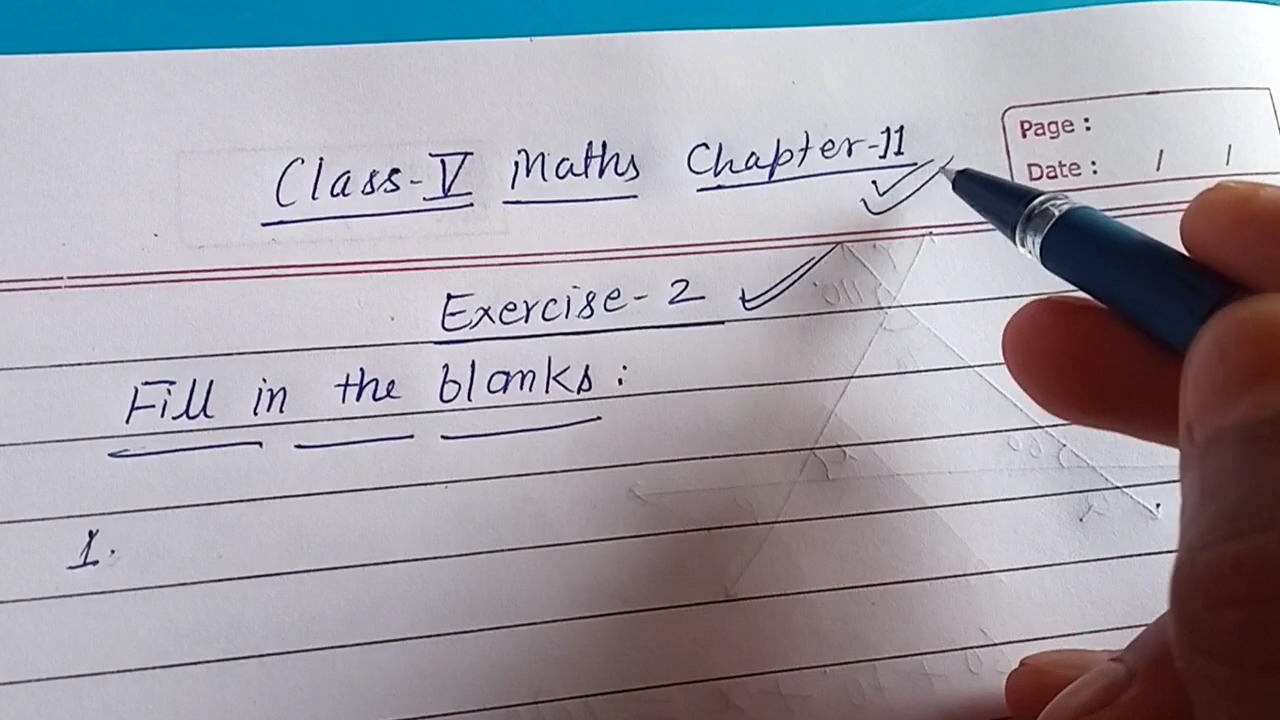 Class-V Maths Chapter-11
Page :
Date : / /
Exercise-2
Fill in the blanks :
1.